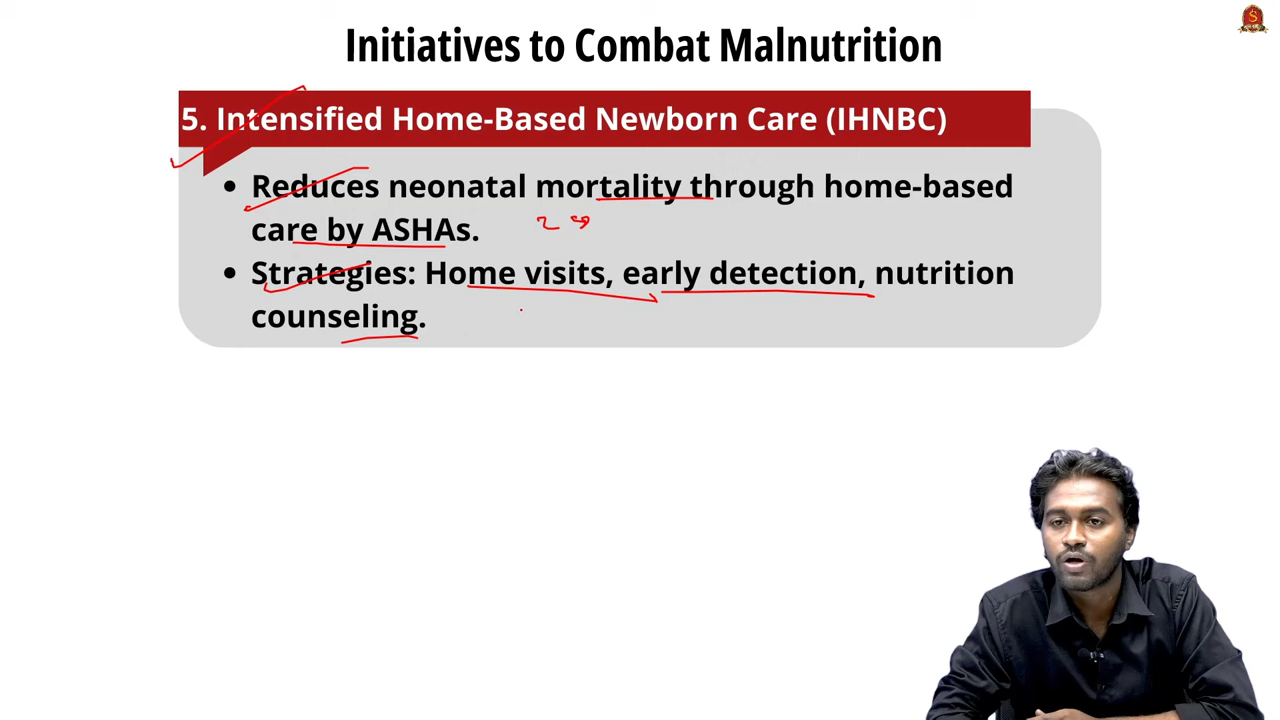 Initiatives to Combat Malnutrition
5. Intensified Home-Based Newborn Care (IHNBC)
• Reduces neonatal mortality through home-based
care by ASHAs.
• Strategies: Home visits, early detection, nutrition
counseling.